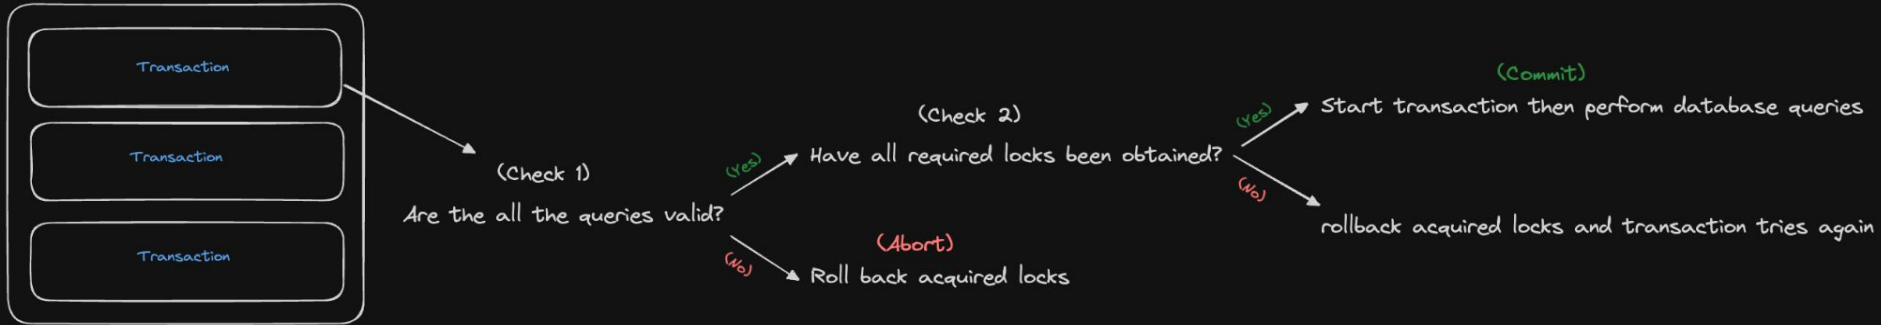 Transaction
Transaction
Transaction
(Check 1)
Are the all the queries valid?
(Yes)
(No)
(Check 2)
Have all required locks been obtained?
(Abort)
Roll back acquired locks
(Yes)
(No)
(Commit)
Start transaction then perform database queries
rollback acquired locks and transaction tries again